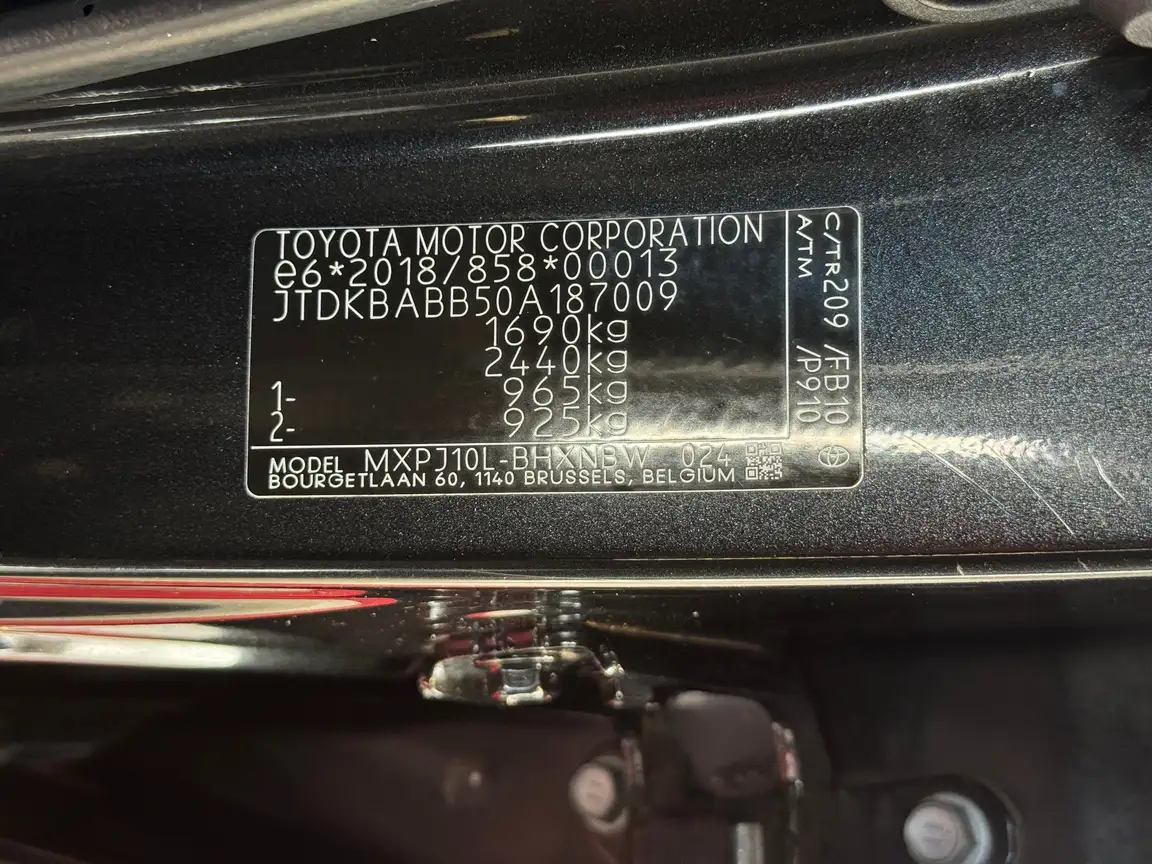 TOYOTA MOTOR CORPORATION
e6*2018/858*00013
JTDKBABB50A187009
1690kg
2440kg
1- 965kg
2- 925kg
MODEL MXPJ10L-BHXNBW 024
BOURGETLAAN 60, 1140 BRUSSELS, BELGIUM
C/TR209 /FB10
A/TM /P910